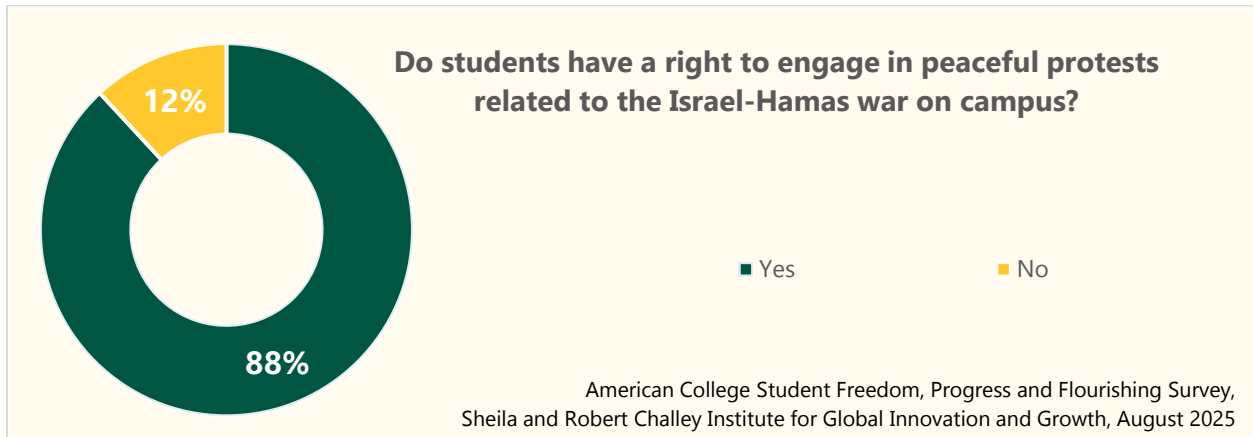 Do students have a right to engage in peaceful protests
related to the Israel-Hamas war on campus?
12%
88%
Yes
No
American College Student Freedom, Progress and Flourishing Survey,
Sheila and Robert Challey Institute for Global Innovation and Growth, August 2025